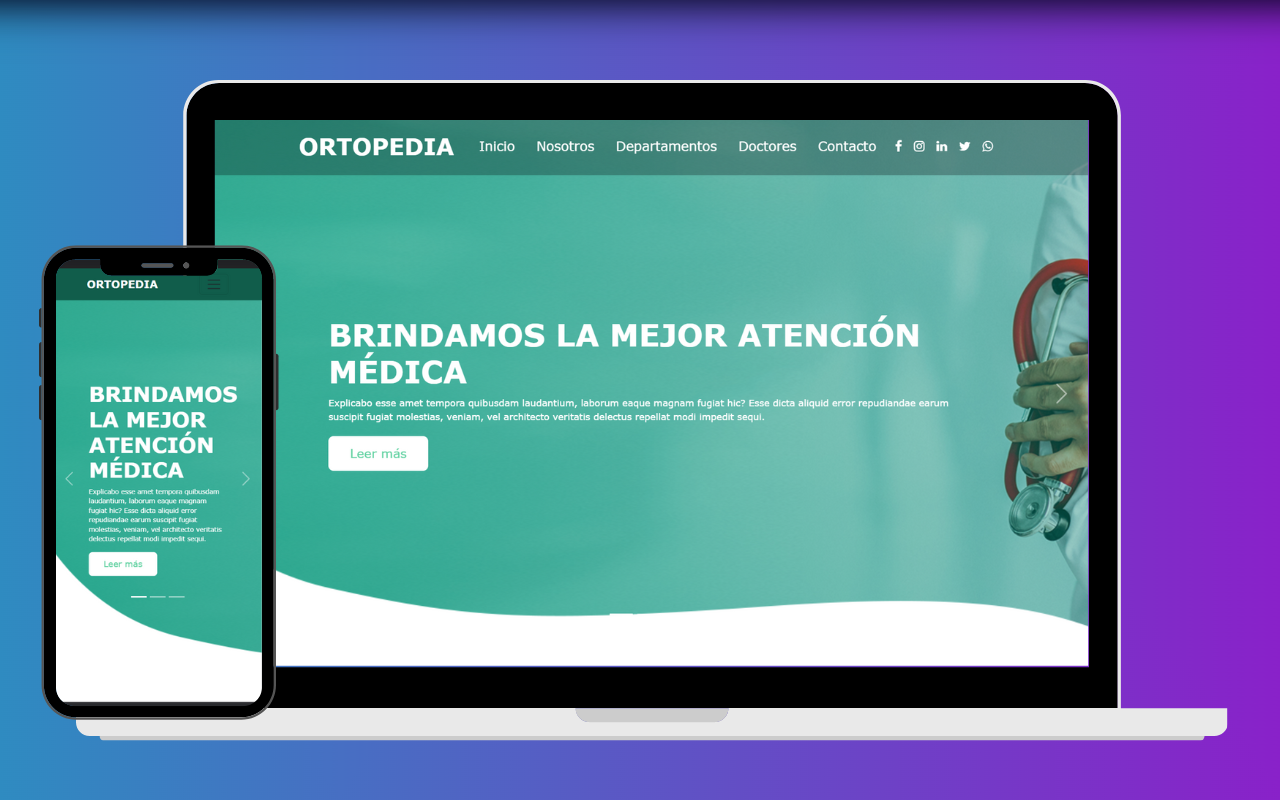 ORTOPEDIA Inicio Nosotros Departamentos Doctores Contacto
BRINDAMOS LA MEJOR ATENCIÓN
MÉDICA
Explicabo esse amet tempora quibusdam laudantium, laborum eaque magnam fugiat hic? Esse dicta aliquid error repudiandae earum
suscipit fugiat molestias, veniam, vel architecto veritatis delectus repellat modi impedit sequi.
Leer más
ORTOPEDIA
BRINDAMOS
LA MEJOR
ATENCIÓN
MÉDICA
Explicabo esse amet tempora quibusdam
laudantium, laborum eaque magnam
fugiat hic? Esse dicta aliquid error
repudiandae earum suscipit fugiat
molestias, veniam, vel architecto veritatis
delectus repellat modi impedit sequi.
Leer más